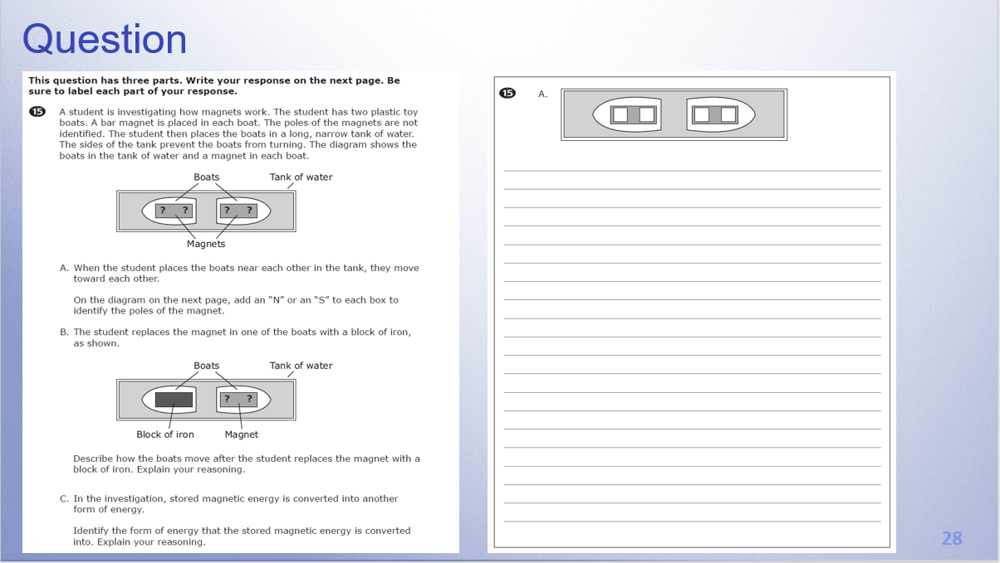 Question
This question has three parts. Write your response on the next page. Be
sure to label each part of your response.
15 A student is investigating how magnets work. The student has two plastic toy
boats. A bar magnet is placed in each boat. The poles of the magnets are not
identified. The student then places the boats in a long, narrow tank of water.
The sides of the tank prevent the boats from turning. The diagram shows the
boats in the tank of water and a magnet in each boat.
Boats Tank of water
? ? ? ?
Magnets
A. When the student places the boats near each other in the tank, they move
toward each other.
On the diagram on the next page, add an “N” or an “S” to each box to
identify the poles of the magnet.
B. The student replaces the magnet in one of the boats with a block of iron,
as shown.
Boats Tank of water
? ?
Block of iron Magnet
Describe how the boats move after the student replaces the magnet with a
block of iron. Explain your reasoning.
C. In the investigation, stored magnetic energy is converted into another
form of energy.
Identify the form of energy that the stored magnetic energy is converted
into. Explain your reasoning.
15 A.
28